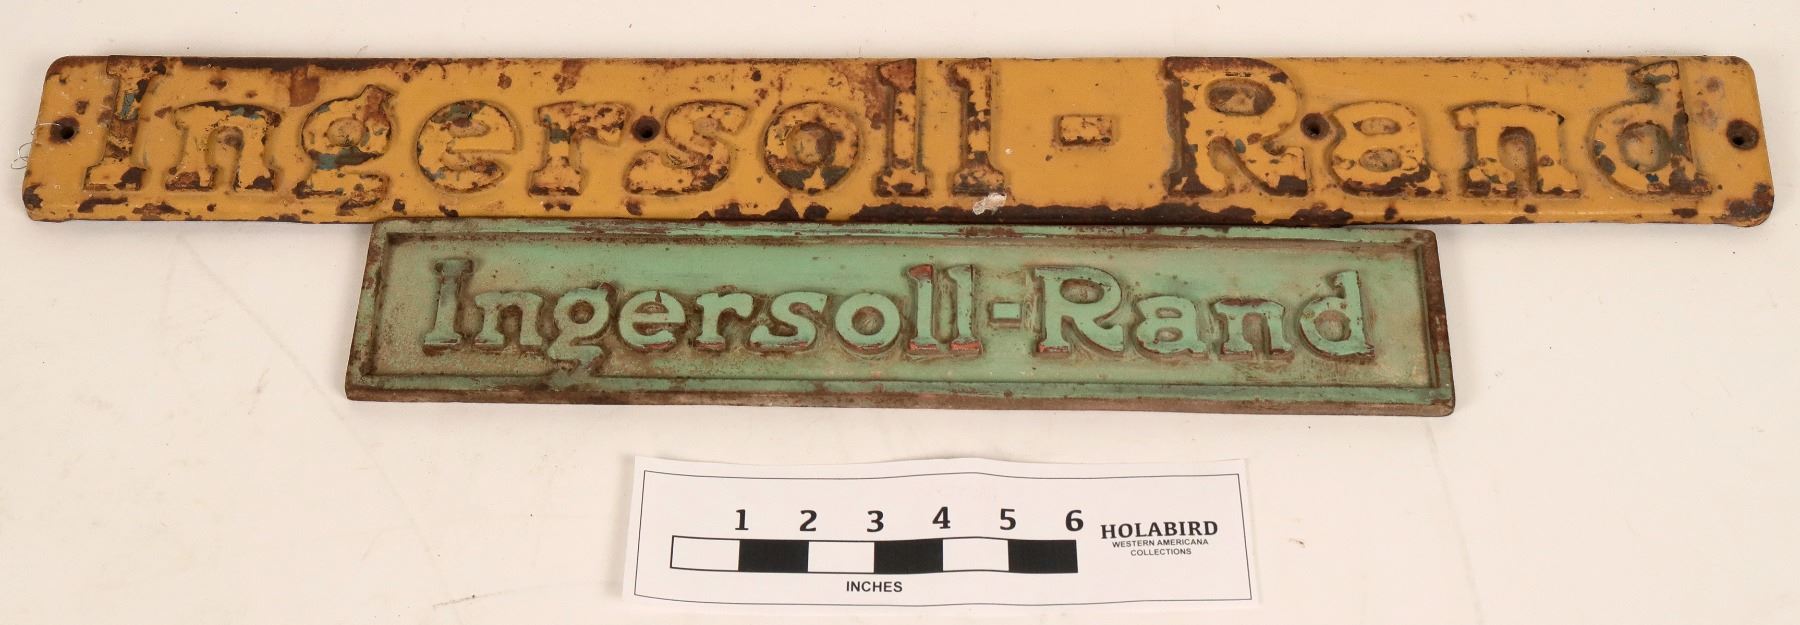 Ingersoll-Rand
Ingersoll-Rand
1 2 3 4 5 6
HOLABIRD
WESTERN AMERICANA
COLLECTIONS
INCHES